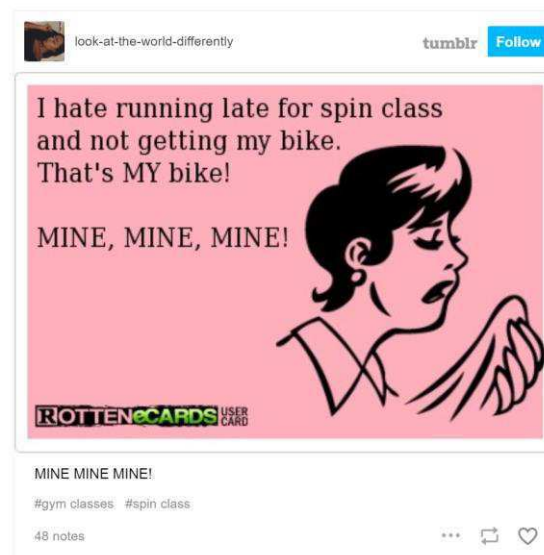 look-at-the-world-differently
tumblr
Follow
I hate running late for spin class
and not getting my bike.
That's MY bike!
MINE, MINE, MINE!
ROTTENeCARDS USER
CARD
MINE MINE MINE!
#gym classes #spin class
48 notes